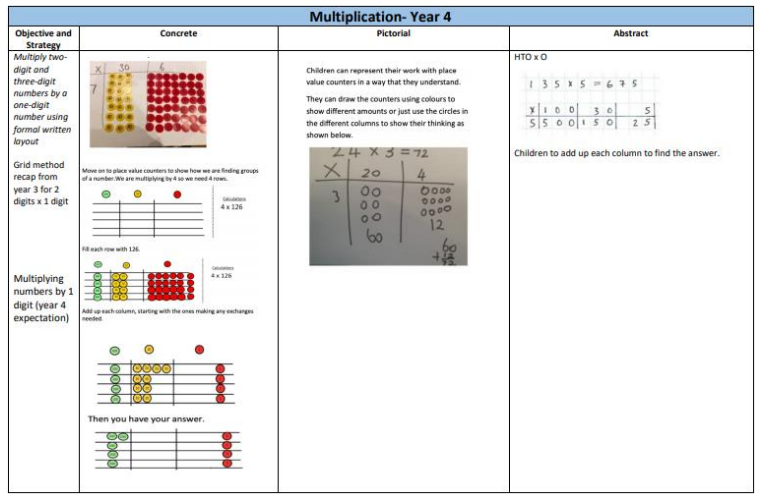 Multiplication- Year 4
Objective and
Strategy
Concrete
Pictorial
Abstract
Multiply two-
digit and
three-digit
numbers by a
one-digit
number using
formal written
layout
Grid method
recap from
year 3 for 2
digits x 1 digit
Multiplying
numbers by 1
digit (year 4
expectation)
X 30 6
7
Move on to place value counters to show how we are finding groups
of a number. We are multiplying by 4 so we need 4 rows.
Calculations
4 x 126
Fill each row with 126.
Calculations
4 x 126
Add up each column, starting with the ones making any exchanges
needed.
Then you have your answer.
Children can represent their work with place
value counters in a way that they understand.
They can draw the counters using colours to
show different amounts or just use the circles in
the different columns to show their thinking as
shown below.
24 x 3 = 72
X 20 4
3
12
60
60
+12
72
HTO x O
135 x 5 = 675
X 100 30 5
5 500 150 25
Children to add up each column to find the answer.